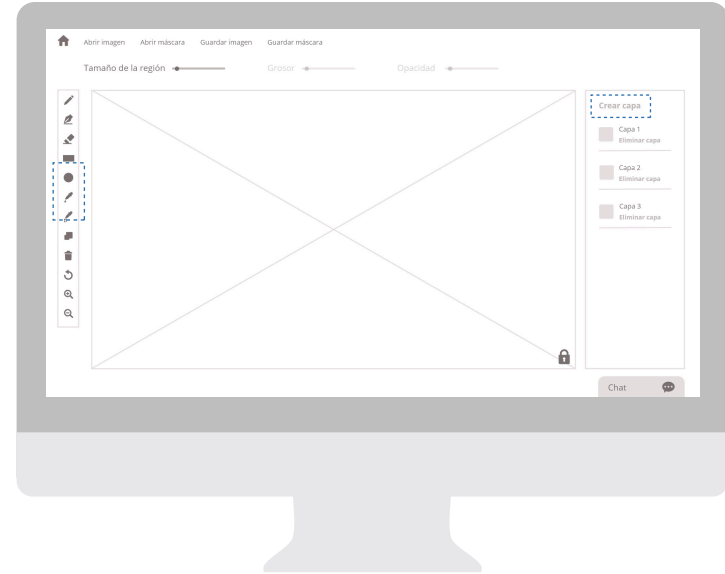 Abrir imagen Abrir máscara Guardar imagen Guardar máscara
Tamaño de la región Grosor Opacidad
Crear capa
Capa 1
Eliminar capa
Capa 2
Eliminar capa
Capa 3
Eliminar capa
Chat